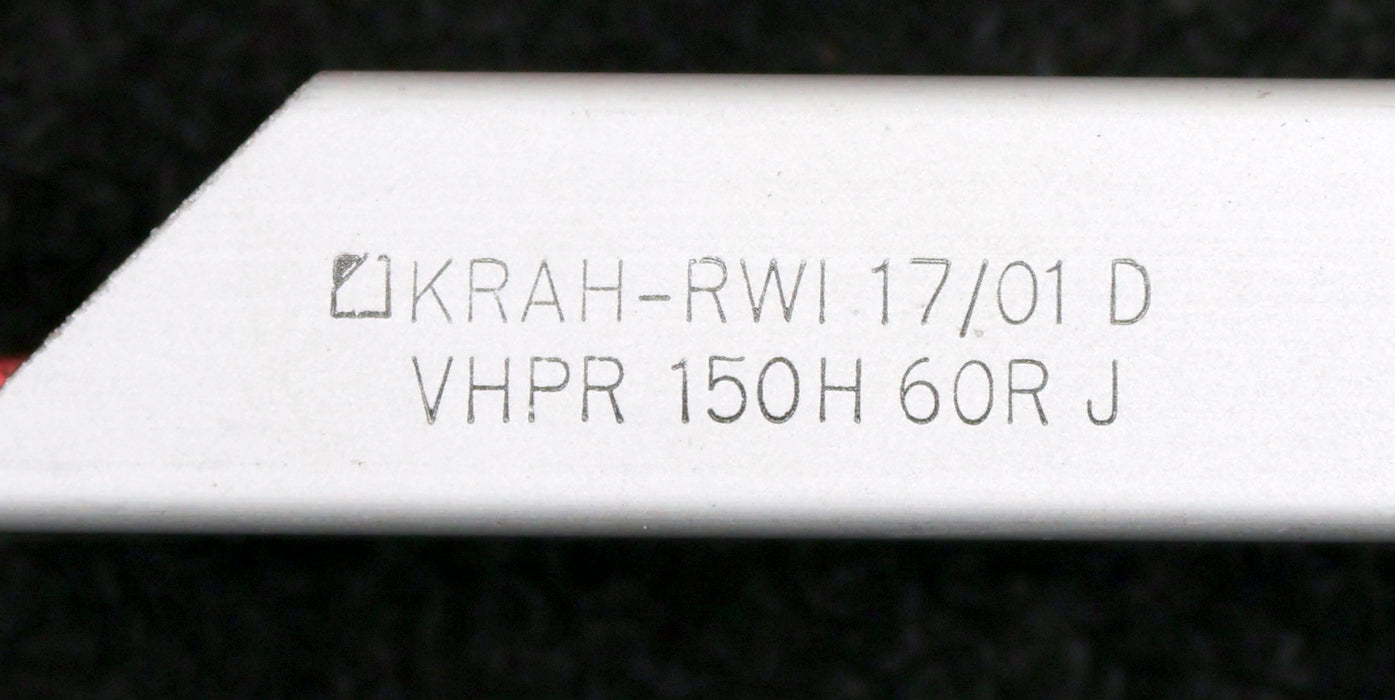 KRAH-RWI 17/01 D
VHPR 150H 60R J